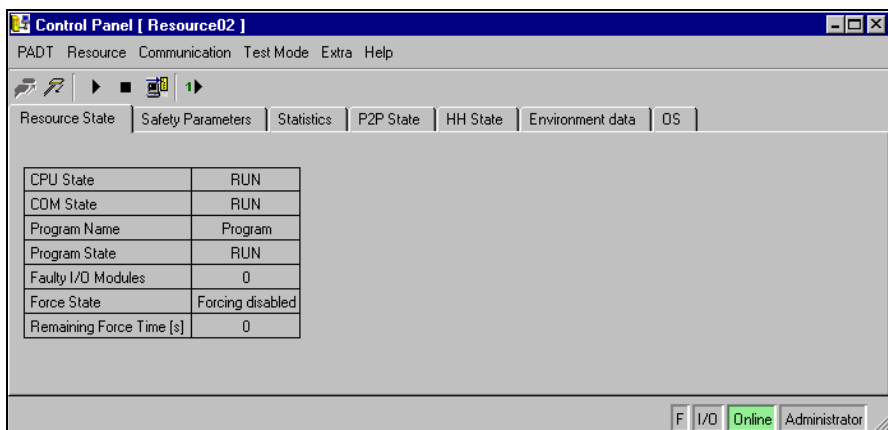 Control Panel [ Resource02 ]
PADT Resource Communication Test Mode Extra Help
1
Resource State Safety Parameters Statistics P2P State HH State Environment data OS
CPU State RUN
COM State RUN
Program Name Program
Program State RUN
Faulty I/O Modules 0
Force State Forcing disabled
Remaining Force Time [s] 0
F I/O Online Administrator